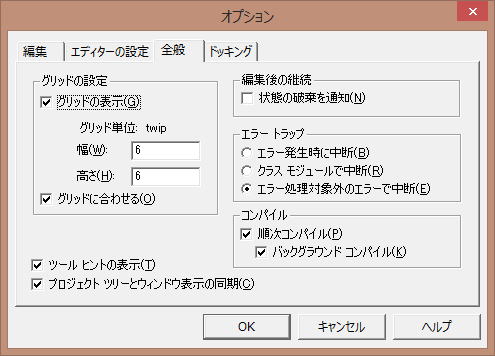 オプション
編集
エディターの設定
全般
ドッキング
グリッドの設定
グリッドの表示(G)
グリッド単位: twip
幅(W): 6
高さ(H): 6
グリッドに合わせる(O)
編集後の継続
状態の破棄を通知(N)
エラー トラップ
エラー発生時に中断(B)
クラス モジュールで中断(R)
エラー処理対象外のエラーで中断(E)
コンパイル
順次コンパイル(P)
バックグラウンド コンパイル(K)
ツール ヒントの表示(T)
プロジェクト ツリーとウィンドウ表示の同期(C)
OK
キャンセル
ヘルプ